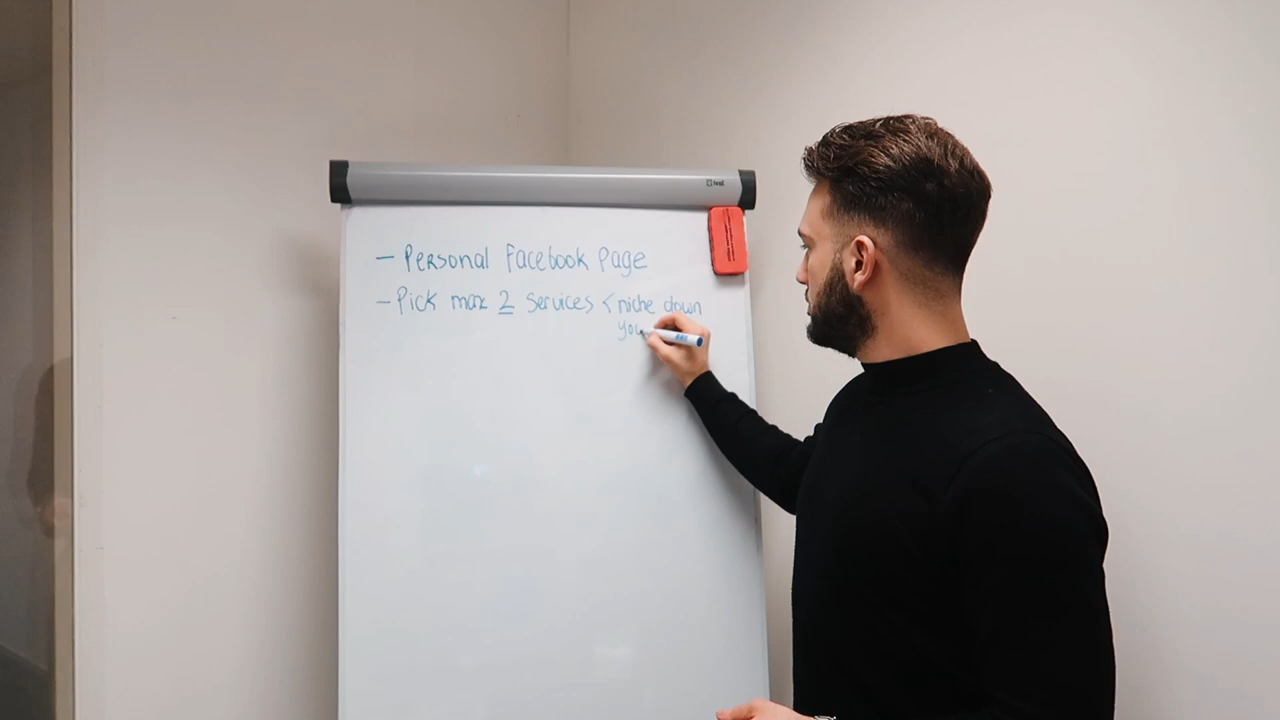 - Personal Facebook Page
- Pick max 2 Services < niche down
you